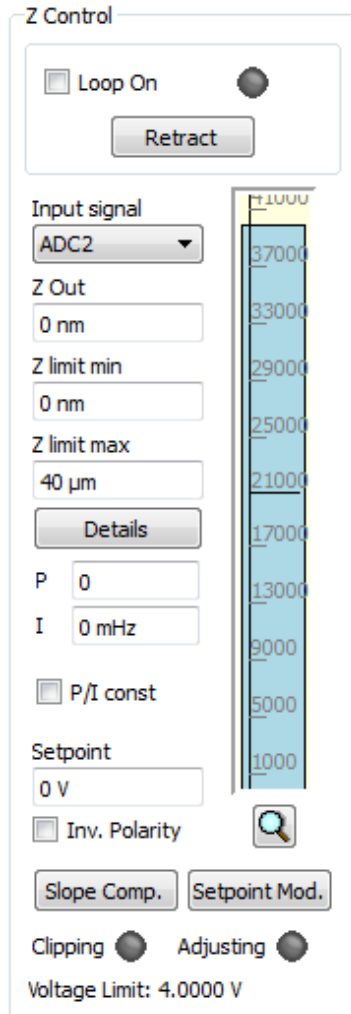 Z Control
Loop On
Retract
Input signal
ADC2
Z Out
0 nm
Z limit min
0 nm
Z limit max
40 µm
Details
P 0
I 0 mHz
P/I const
Setpoint
0 V
Inv. Polarity
41000
37000
33000
29000
25000
21000
17000
13000
9000
5000
1000
Slope Comp. Setpoint Mod.
Clipping Adjusting
Voltage Limit: 4.0000 V